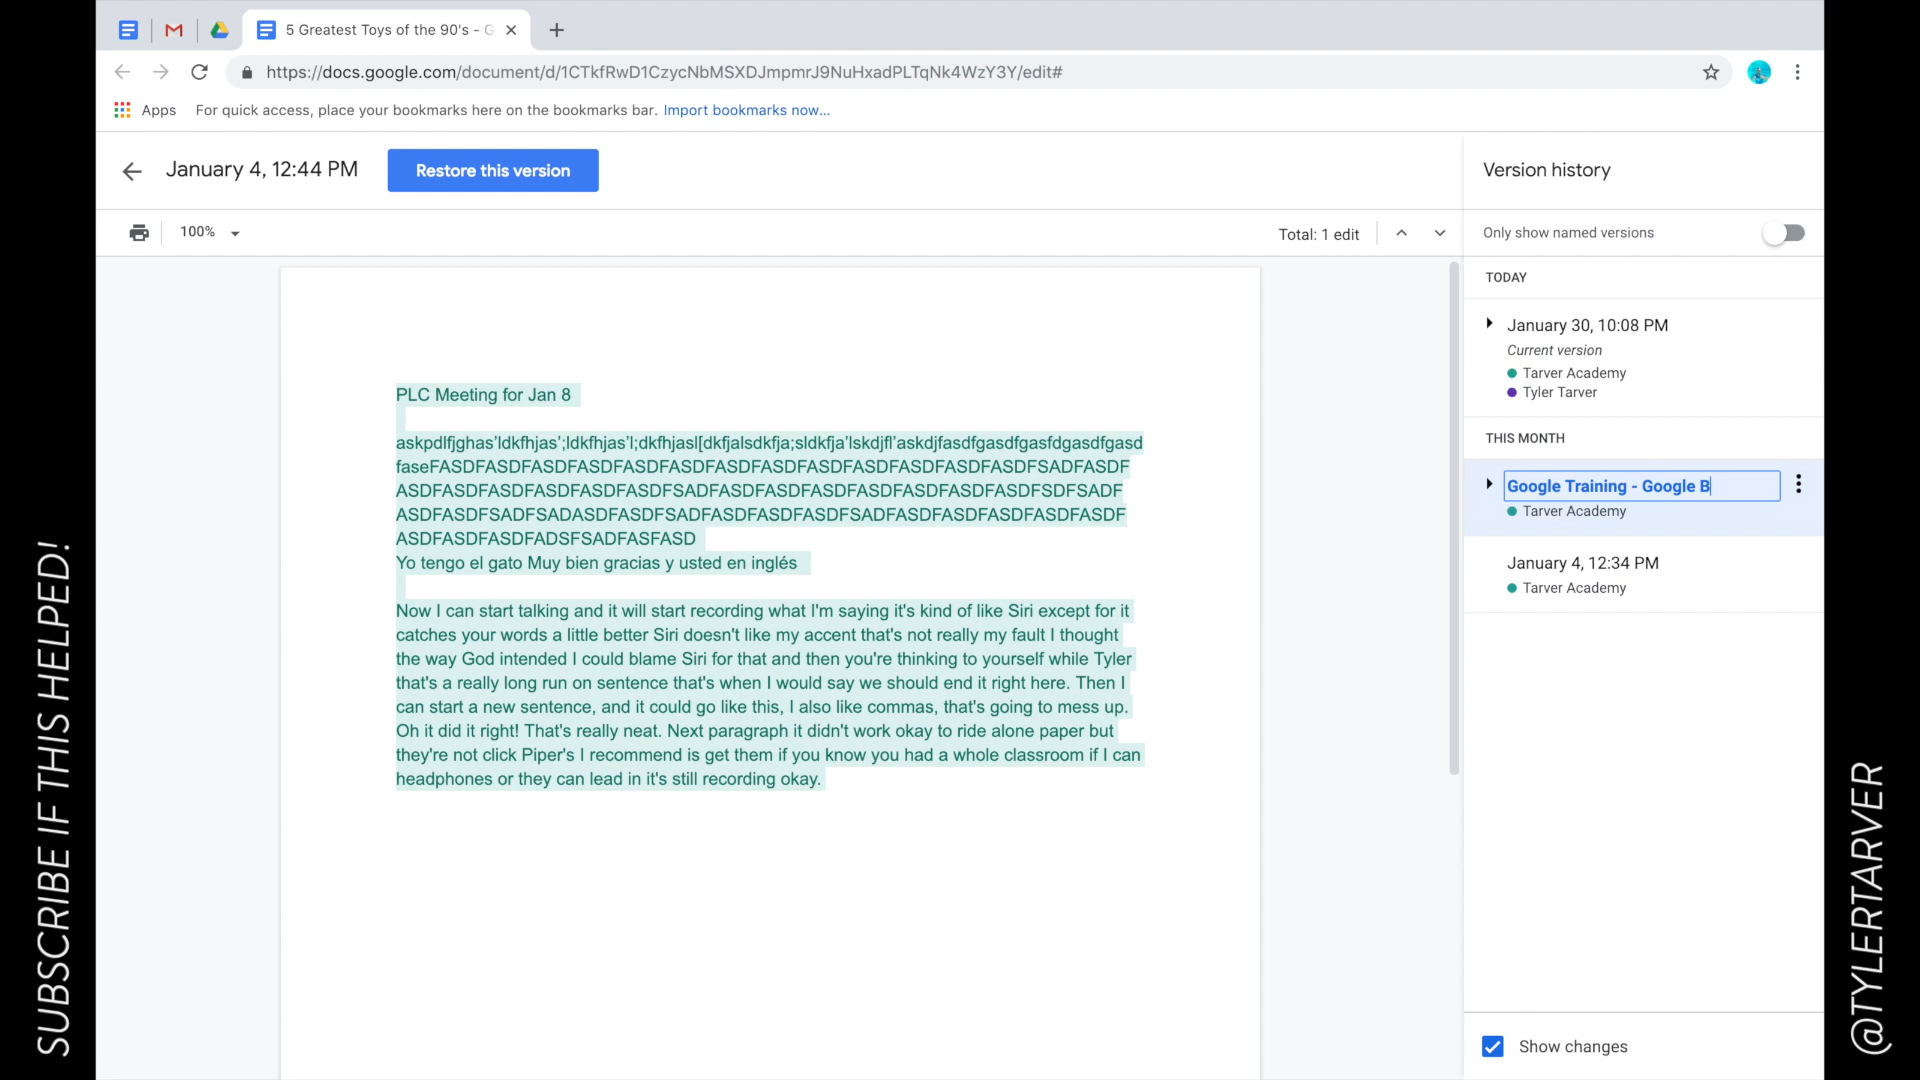 5 Greatest Toys of the 90's - G
https://docs.google.com/document/d/1CTkfRwD1CzycNbMSXDJmpmrJ9NuHxadPLTqNk4WzY3Y/edit#
Apps For quick access, place your bookmarks here on the bookmarks bar. Import bookmarks now...
January 4, 12:44 PM
Restore this version
100%
Total: 1 edit
PLC Meeting for Jan 8
askpdlfjghas'ldkfhjas';ldkfhjas'l;dkfhjasl[dkfjalsdkfja;sldkfja'lskdjfl'askdjfasdfgasdfgasfdgasdfgasd
faseFASDFASDFASDFASDFASDFASDFASDFASDFASDFASDFASDFASDFASDFSADFASDF
ASDFASDFASDFASDFASDFASDFSADFASDFASDFASDFASDFASDFASDFASDFSDFSADF
ASDFASDFSADFSADASDFASDFSADFASDFASDFASDFSADFASDFASDFASDFASDFASDF
ASDFASDFASDFADSFSADFASFASD
Yo tengo el gato Muy bien gracias y usted en inglés
Now I can start talking and it will start recording what I'm saying it's kind of like Siri except for it
catches your words a little better Siri doesn't like my accent that's not really my fault I thought
the way God intended I could blame Siri for that and then you're thinking to yourself while Tyler
that's a really long run on sentence that's when I would say we should end it right here. Then I
can start a new sentence, and it could go like this, I also like commas, that's going to mess up.
Oh it did it right! That's really neat. Next paragraph it didn't work okay to ride alone paper but
they're not click Piper's I recommend is get them if you know you had a whole classroom if I can
headphones or they can lead in it's still recording okay.
Version history
Only show named versions
TODAY
January 30, 10:08 PM
Current version
Tarver Academy
Tyler Tarver
THIS MONTH
Google Training - Google B
Tarver Academy
January 4, 12:34 PM
Tarver Academy
Show changes
SUBSCRIBE IF THIS HELPED!
@TYLERTARVER